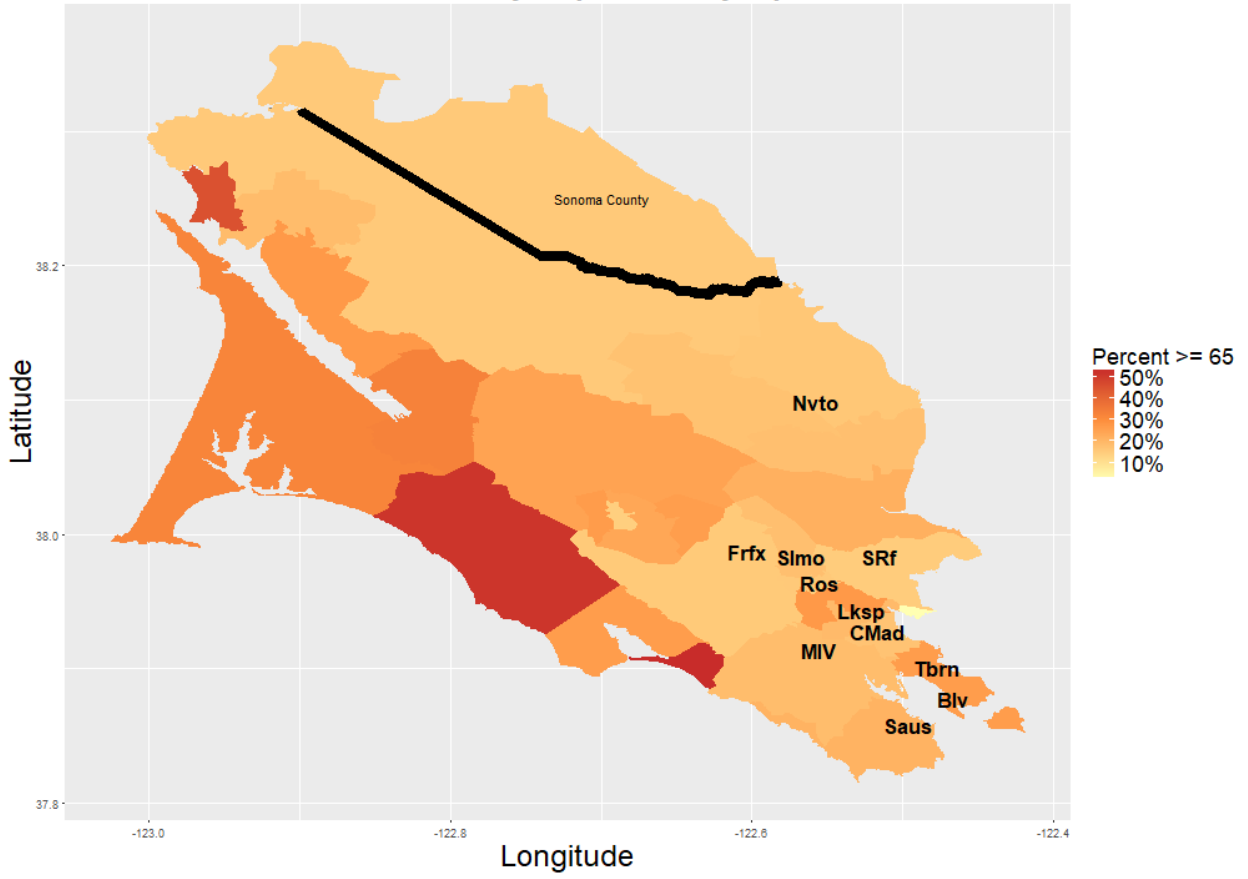 Sonoma County
38.2
Nvto
38.0
Frfx
Slmo
SRf
Ros
Lksp
CMad
MlV
Tbrn
Blv
Saus
37.8
-123.0
-122.8
-122.6
-122.4
Longitude
Latitude
Percent >= 65
50%
40%
30%
20%
10%